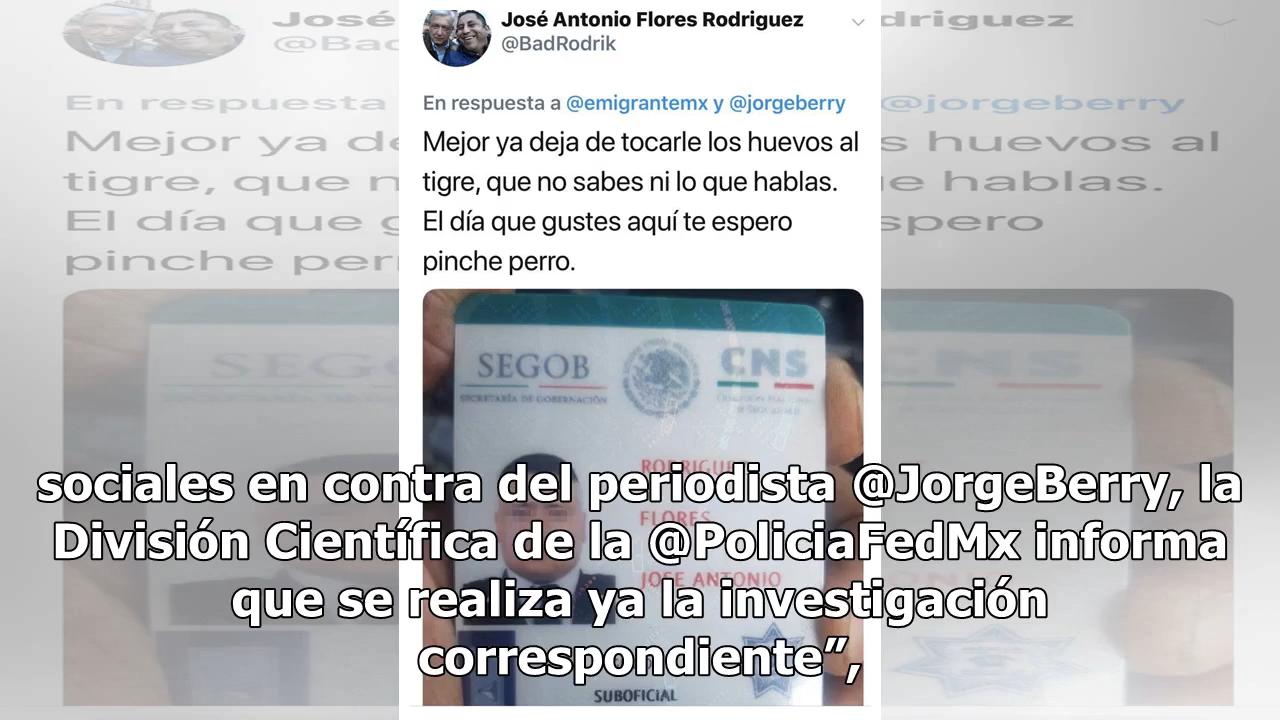 José Antonio Flores Rodriguez
@BadRodrik
En respuesta a @emigrantemx y @jorgeberry
Mejor ya deja de tocarle los huevos al
tigre, que no sabes ni lo que hablas.
El día que gustes aquí te espero
pinche perro.
SEGOB
SECRETARÍA DE GOBERNACIÓN
CNS
RODRIGUEZ
FLORES
JOSE ANTONIO
SUBOFICIAL
sociales en contra del periodista @JorgeBerry, la
División Científica de la @PoliciaFedMx informa
que se realiza ya la investigación
correspondiente”,